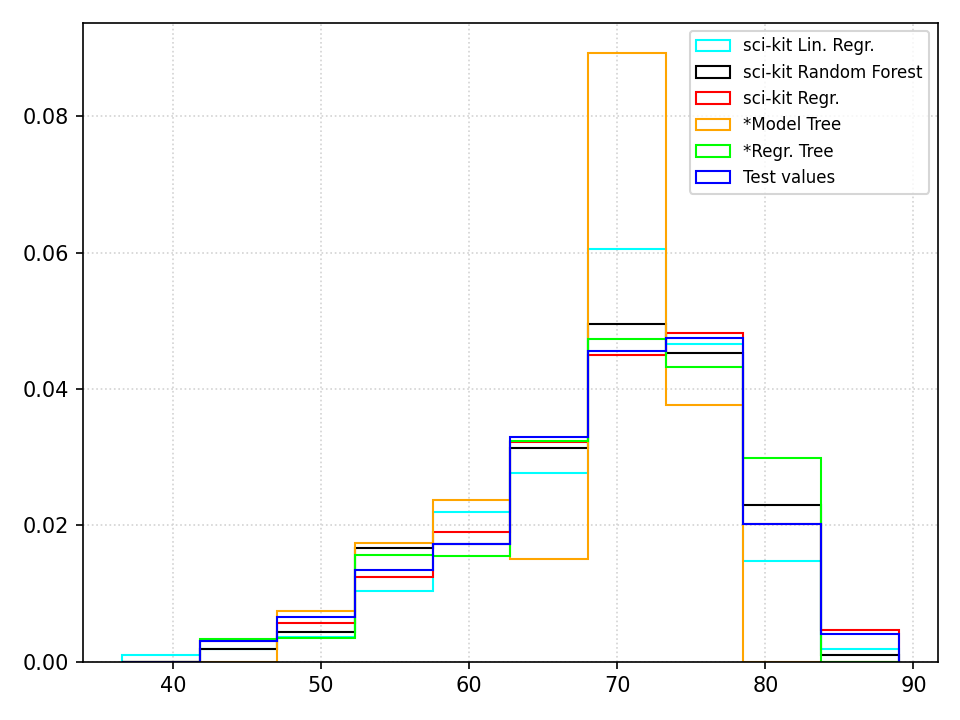 sci-kit Lin. Regr.
sci-kit Random Forest
sci-kit Regr.
*Model Tree
*Regr. Tree
Test values
0.08
0.06
0.04
0.02
0.00
40 50 60 70 80 90